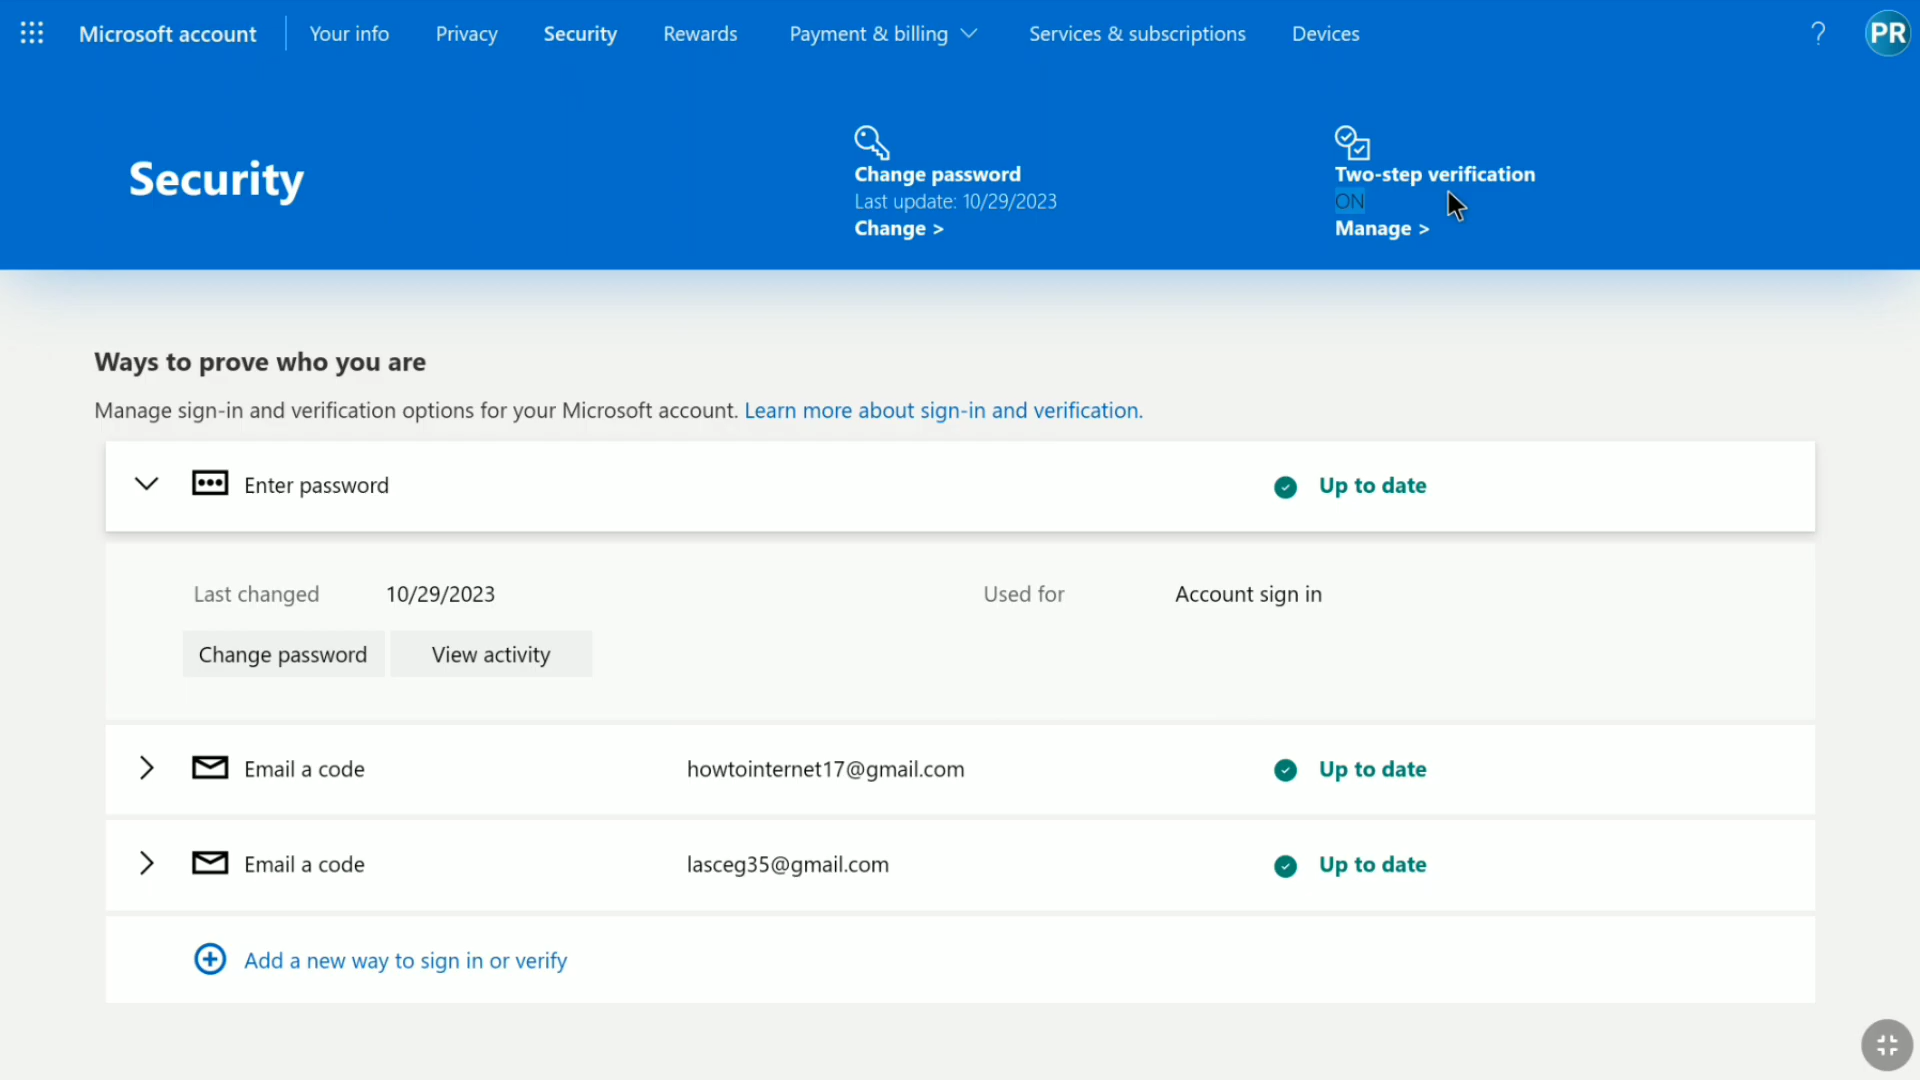 Microsoft account
Your info
Privacy
Security
Rewards
Payment & billing
Services & subscriptions
Devices
?
PR
Security
Change password
Last update: 10/29/2023
Change >
Two-step verification
ON
Manage >
Ways to prove who you are
Manage sign-in and verification options for your Microsoft account. Learn more about sign-in and verification.
Enter password
Up to date
Last changed
10/29/2023
Used for
Account sign in
Change password
View activity
Email a code
howtointernet17@gmail.com
Up to date
Email a code
lasceg35@gmail.com
Up to date
Add a new way to sign in or verify